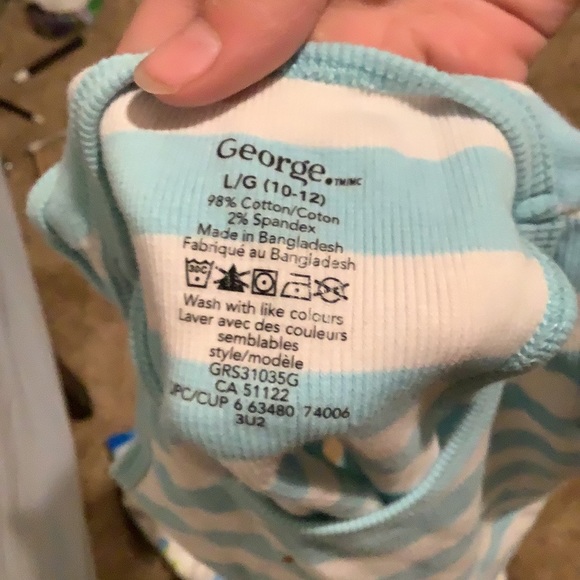 George.TM/MC
L/G (10-12)
98% Cotton/Coton
2% Spandex
Made in Bangladesh
Fabriqué au Bangladesh
30C
Wash with like colours
Laver avec des couleurs
semblables
style/modèle
GRS31035G
CA 51122
UPC/CUP 6 63480 74006
3U2